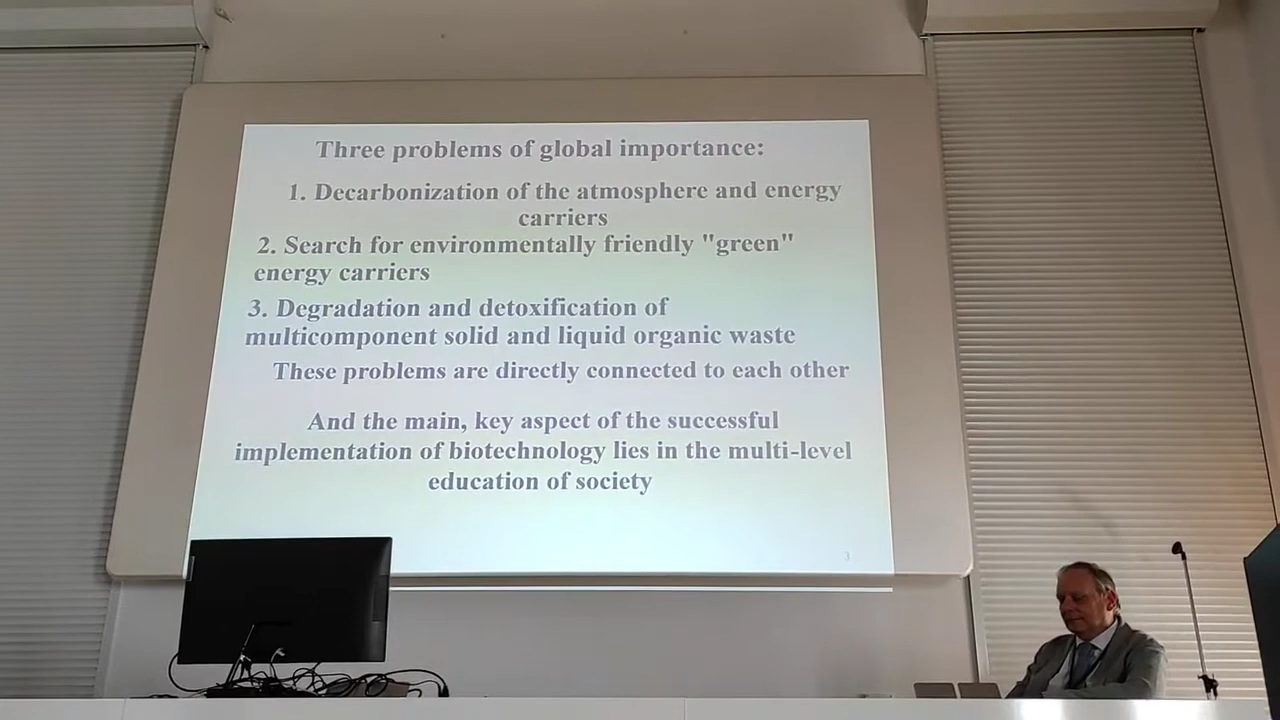 Three problems of global importance:
1. Decarbonization of the atmosphere and energy
carriers
2. Search for environmentally friendly "green"
energy carriers
3. Degradation and detoxification of
multicomponent solid and liquid organic waste
These problems are directly connected to each other
And the main, key aspect of the successful
implementation of biotechnology lies in the multi-level
education of society
3